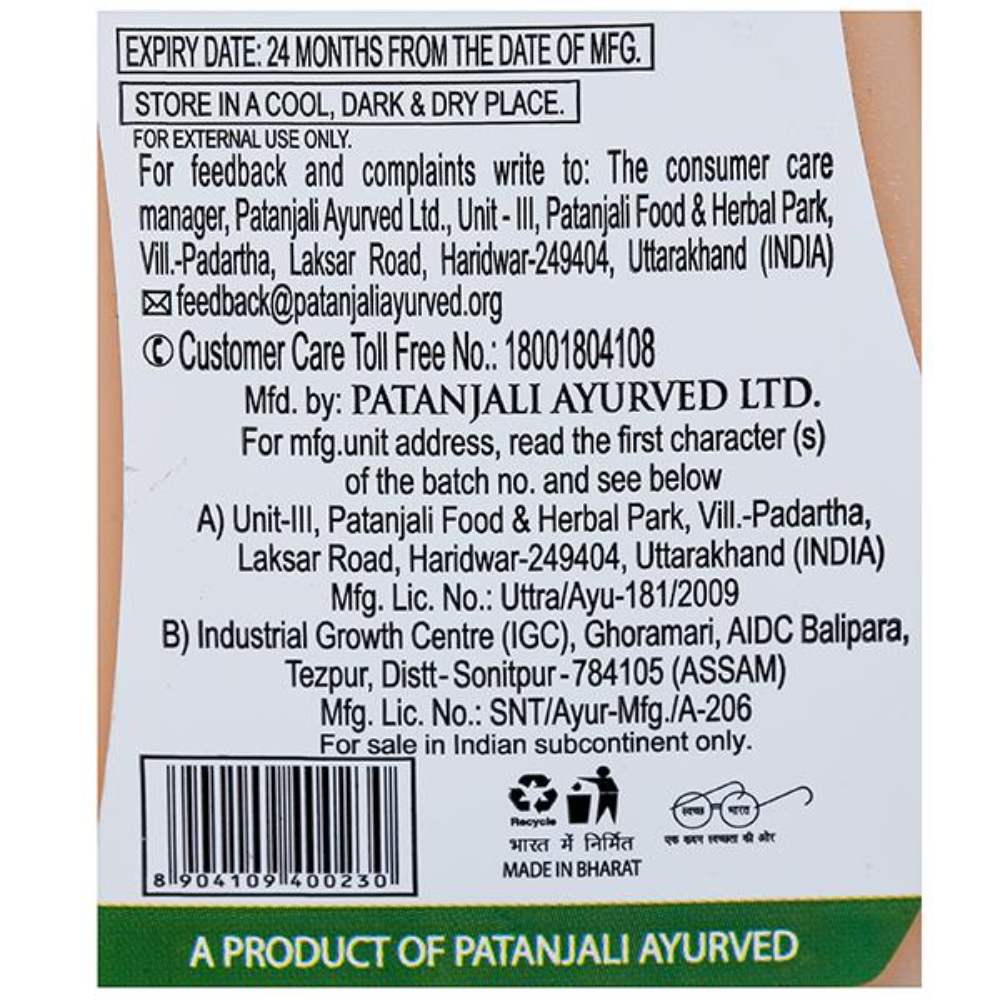 EXPIRY DATE: 24 MONTHS FROM THE DATE OF MFG.
STORE IN A COOL, DARK & DRY PLACE.
FOR EXTERNAL USE ONLY.
For feedback and complaints write to: The consumer care
manager, Patanjali Ayurved Ltd., Unit - III, Patanjali Food & Herbal Park,
Vill.-Padartha, Laksar Road, Haridwar-249404, Uttarakhand (INDIA)
feedback@patanjaliayurved.org
Customer Care Toll Free No.: 18001804108
Mfd. by: PATANJALI AYURVED LTD.
For mfg.unit address, read the first character (s)
of the batch no. and see below
A) Unit-III, Patanjali Food & Herbal Park, Vill.-Padartha,
Laksar Road, Haridwar-249404, Uttarakhand (INDIA)
Mfg. Lic. No.: Uttra/Ayu-181/2009
B) Industrial Growth Centre (IGC), Ghoramari, AIDC Balipara,
Tezpur, Distt- Sonitpur - 784105 (ASSAM)
Mfg. Lic. No.: SNT/Ayur-Mfg./A-206
For sale in Indian subcontinent only.
8 904109 400230
Recycle
भारत में निर्मित
MADE IN BHARAT
स्वच्छ भारत
एक कदम स्वच्छता की ओर
A PRODUCT OF PATANJALI AYURVED